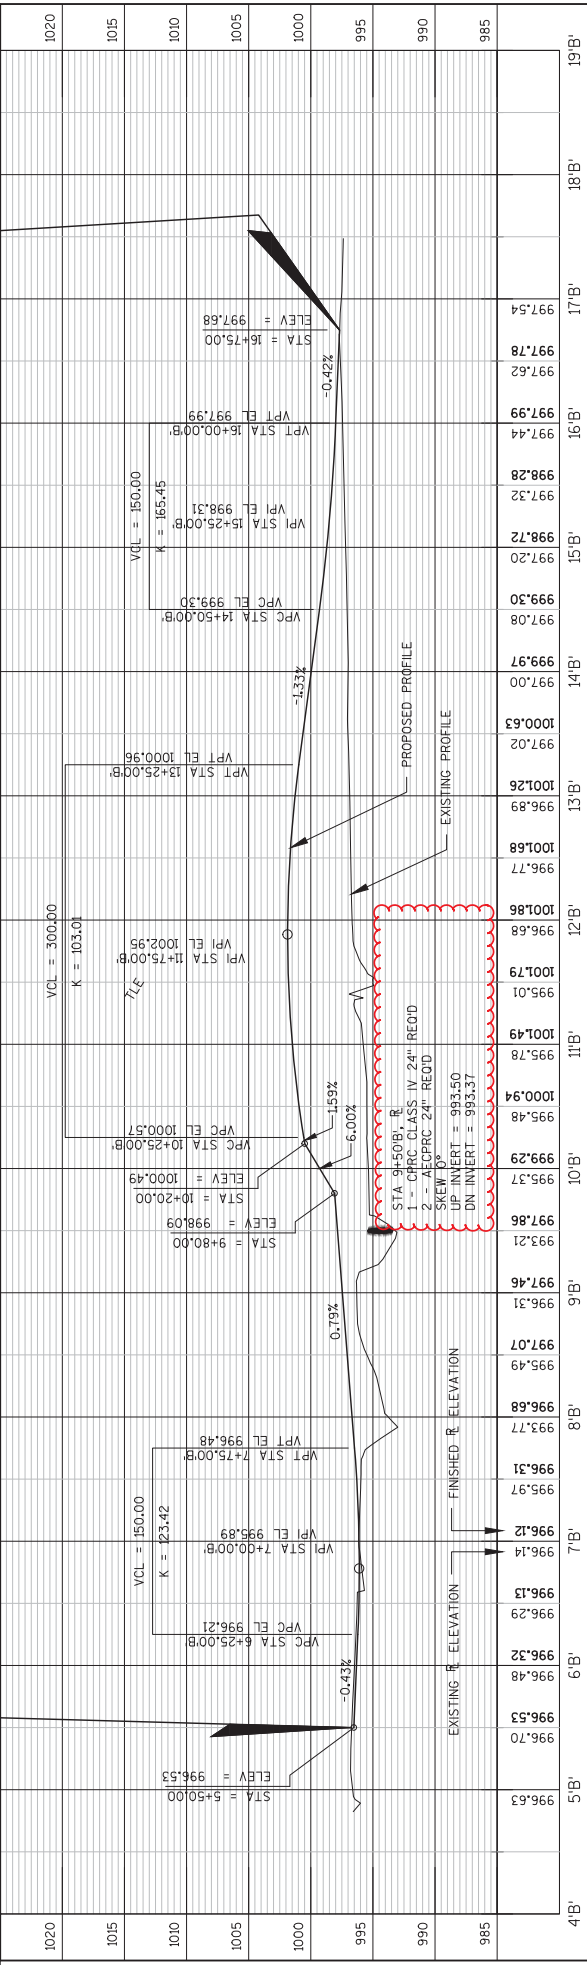 1020
1015
1010
1005
1000
995
990
985
STA = 5+50.00
ELEV = 996.53
-0.43%
VPC STA 6+25.00'B'
VPC EL 996.21
VPI STA 7+00.00'B'
VPI EL 995.89
VPT STA 7+75.00'B'
VPT EL 996.48
VCL = 150.00
K = 123.42
0.79%
STA = 9+80.00
ELEV = 998.09
STA = 10+20.00
ELEV = 1000.49
6.00%
1.59%
VPC STA 10+25.00'B'
VPC EL 1000.57
VPI STA 11+75.00'B'
VPI EL 1002.95
VPT STA 13+25.00'B'
VPT EL 1000.96
VCL = 300.00
K = 103.01
TLE
-1.33%
VPC STA 14+50.00'B'
VPC EL 999.30
VPI STA 15+25.00'B'
VPI EL 998.31
VPT STA 16+00.00'B'
VPT EL 997.99
VCL = 150.00
K = 165.45
-0.42%
STA = 16+75.00
ELEV = 997.68
PROPOSED PROFILE
EXISTING PROFILE
STA 9+50'B', ℞
1 - CPRC CLASS IV 24" REQ'D
2 - AECPRC 24" REQ'D
SKEW 0°
UP INVERT = 993.50
DN INVERT = 993.37
EXISTING ℞ ELEVATION
FINISHED ℞ ELEVATION
996.63
996.70 996.53
996.48 996.32
996.29 996.13
996.14 996.12
995.97 996.31
993.77 996.68
995.49 997.07
996.31 997.46
993.21 997.86
995.37 999.29
995.48 1000.94
995.78 1001.49
995.01 1001.79
996.68 1001.86
996.77 1001.68
996.89 1001.26
997.02 1000.63
997.00 999.97
997.08 999.30
997.20 998.72
997.32 998.28
997.44 997.99
997.62 997.78
997.54
4'B'
5'B'
6'B'
7'B'
8'B'
9'B'
10'B'
11'B'
12'B'
13'B'
14'B'
15'B'
16'B'
17'B'
18'B'
19'B'
1020
1015
1010
1005
1000
995
990
985